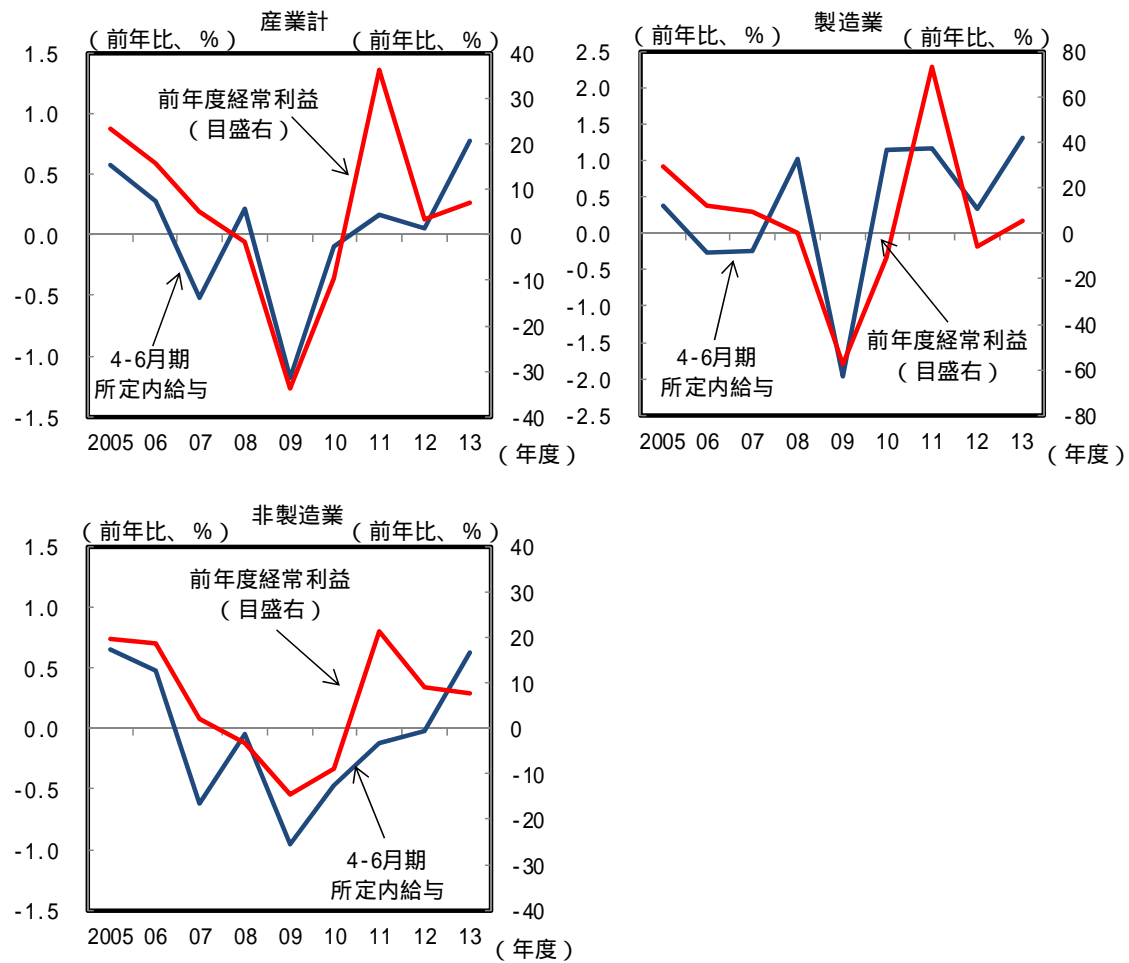 産業計
（前年比、％） （前年比、％）
1.5
1.0
0.5
0.0
-0.5
-1.0
-1.5
40
30
20
10
0
-10
-20
-30
-40
前年度経常利益
（目盛右）
4-6月期
所定内給与
2005 06 07 08 09 10 11 12 13
（年度）
製造業
（前年比、％） （前年比、％）
2.5
2.0
1.5
1.0
0.5
0.0
-0.5
-1.0
-1.5
-2.0
-2.5
80
60
40
20
0
-20
-40
-60
-80
4-6月期
所定内給与
前年度経常利益
（目盛右）
2005 06 07 08 09 10 11 12 13
（年度）
非製造業
（前年比、％） （前年比、％）
1.5
1.0
0.5
0.0
-0.5
-1.0
-1.5
40
30
20
10
0
-10
-20
-30
-40
前年度経常利益
（目盛右）
4-6月期
所定内給与
2005 06 07 08 09 10 11 12 13
（年度）